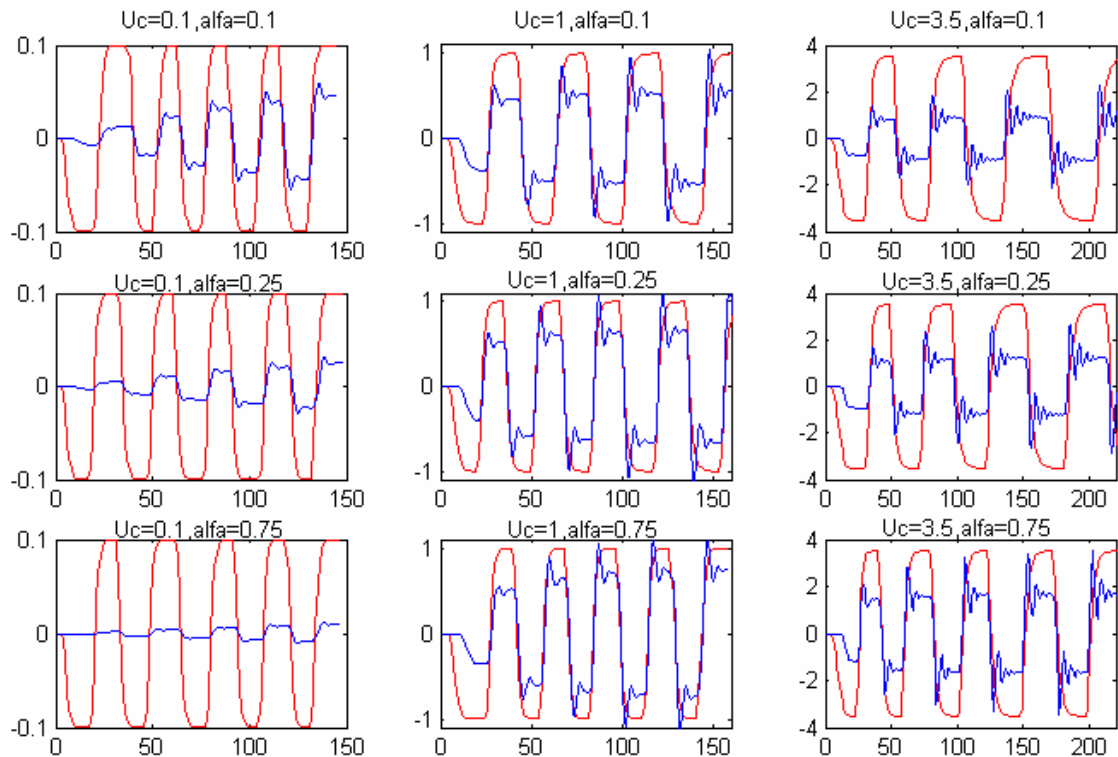 Uc=0.1,alfa=0.1 Uc=1,alfa=0.1 Uc=3.5,alfa=0.1
0.1 1 4
2
0 0 0
-2
-0.1 -1 -4
0 50 100 150 0 50 100 150 0 50 100 150 200
Uc=0.1,alfa=0.25 Uc=1,alfa=0.25 Uc=3.5,alfa=0.25
0.1 1 4
2
0 0 0
-2
-0.1 -1 -4
0 50 100 150 0 50 100 150 0 50 100 150 200
Uc=0.1,alfa=0.75 Uc=1,alfa=0.75 Uc=3.5,alfa=0.75
0.1 1 4
2
0 0 0
-2
-0.1 -1 -4
0 50 100 150 0 50 100 150 0 50 100 150 200